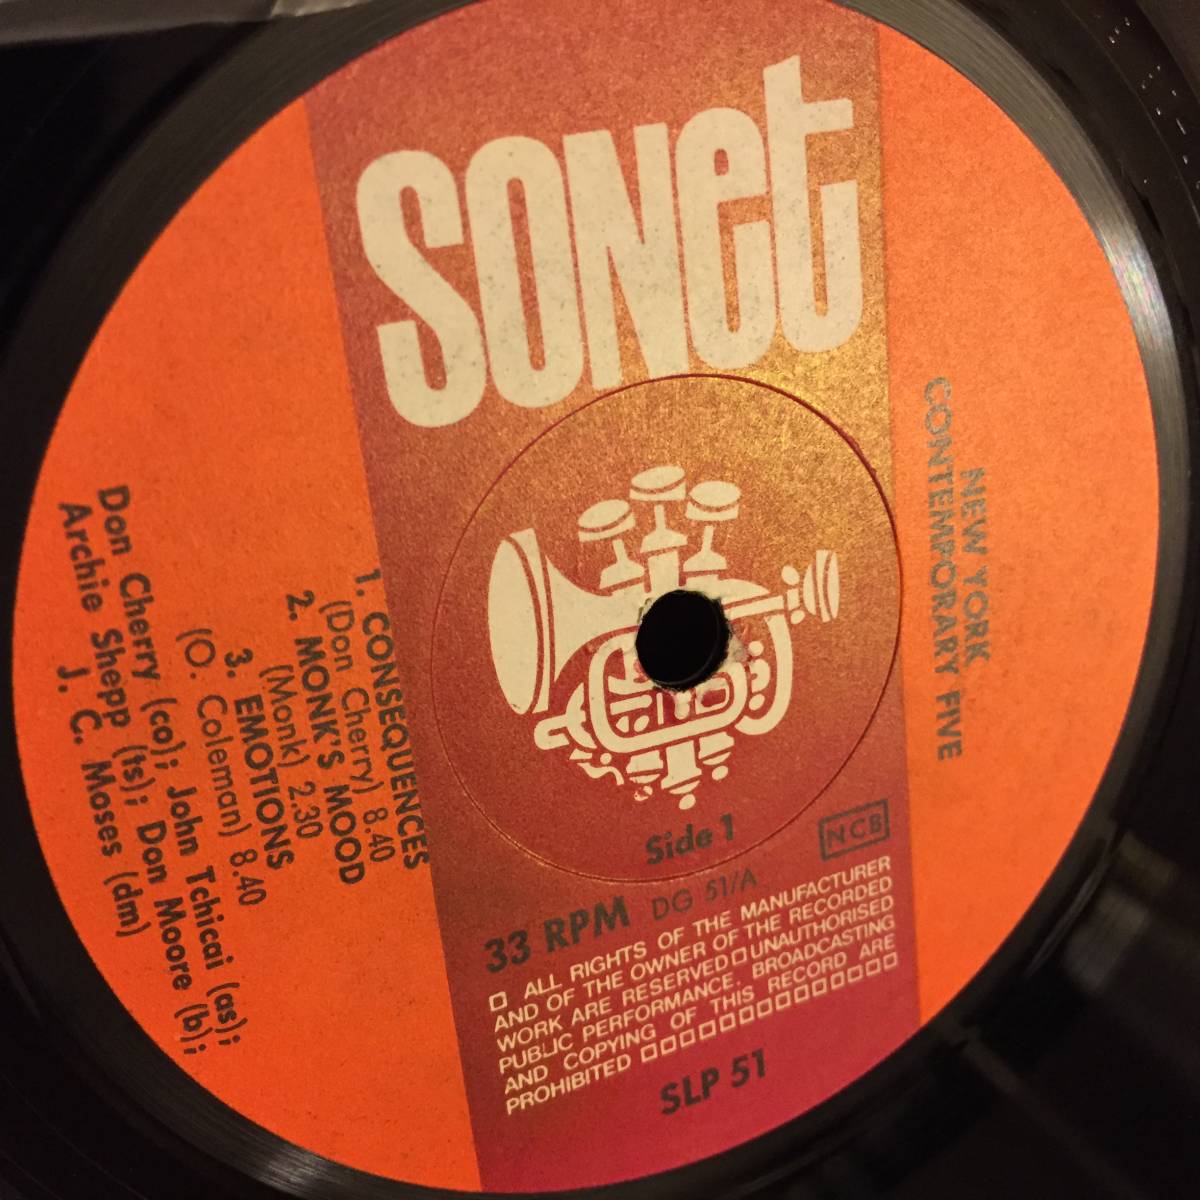 SONet
NEW YORK
CONTEMPORARY FIVE
1. CONSEQUENCES
(Don Cherry) 8.40
2. MONK'S MOOD
(Monk) 2.30
3. EMOTIONS
(O. Coleman) 8.40
Don Cherry (co); John Tchicai (as);
Archie Shepp (ts); Don Moore (b);
J. C. Moses (dm)
Side 1
NCB
33 RPM DG 51/A
□ ALL RIGHTS OF THE MANUFACTURER
AND OF THE OWNER OF THE RECORDED
WORK ARE RESERVED □ UNAUTHORISED
PUBLIC PERFORMANCE. BROADCASTING
AND COPYING OF THIS RECORD ARE
PROHIBITED □□□□□□□□□□□□□
SLP 51